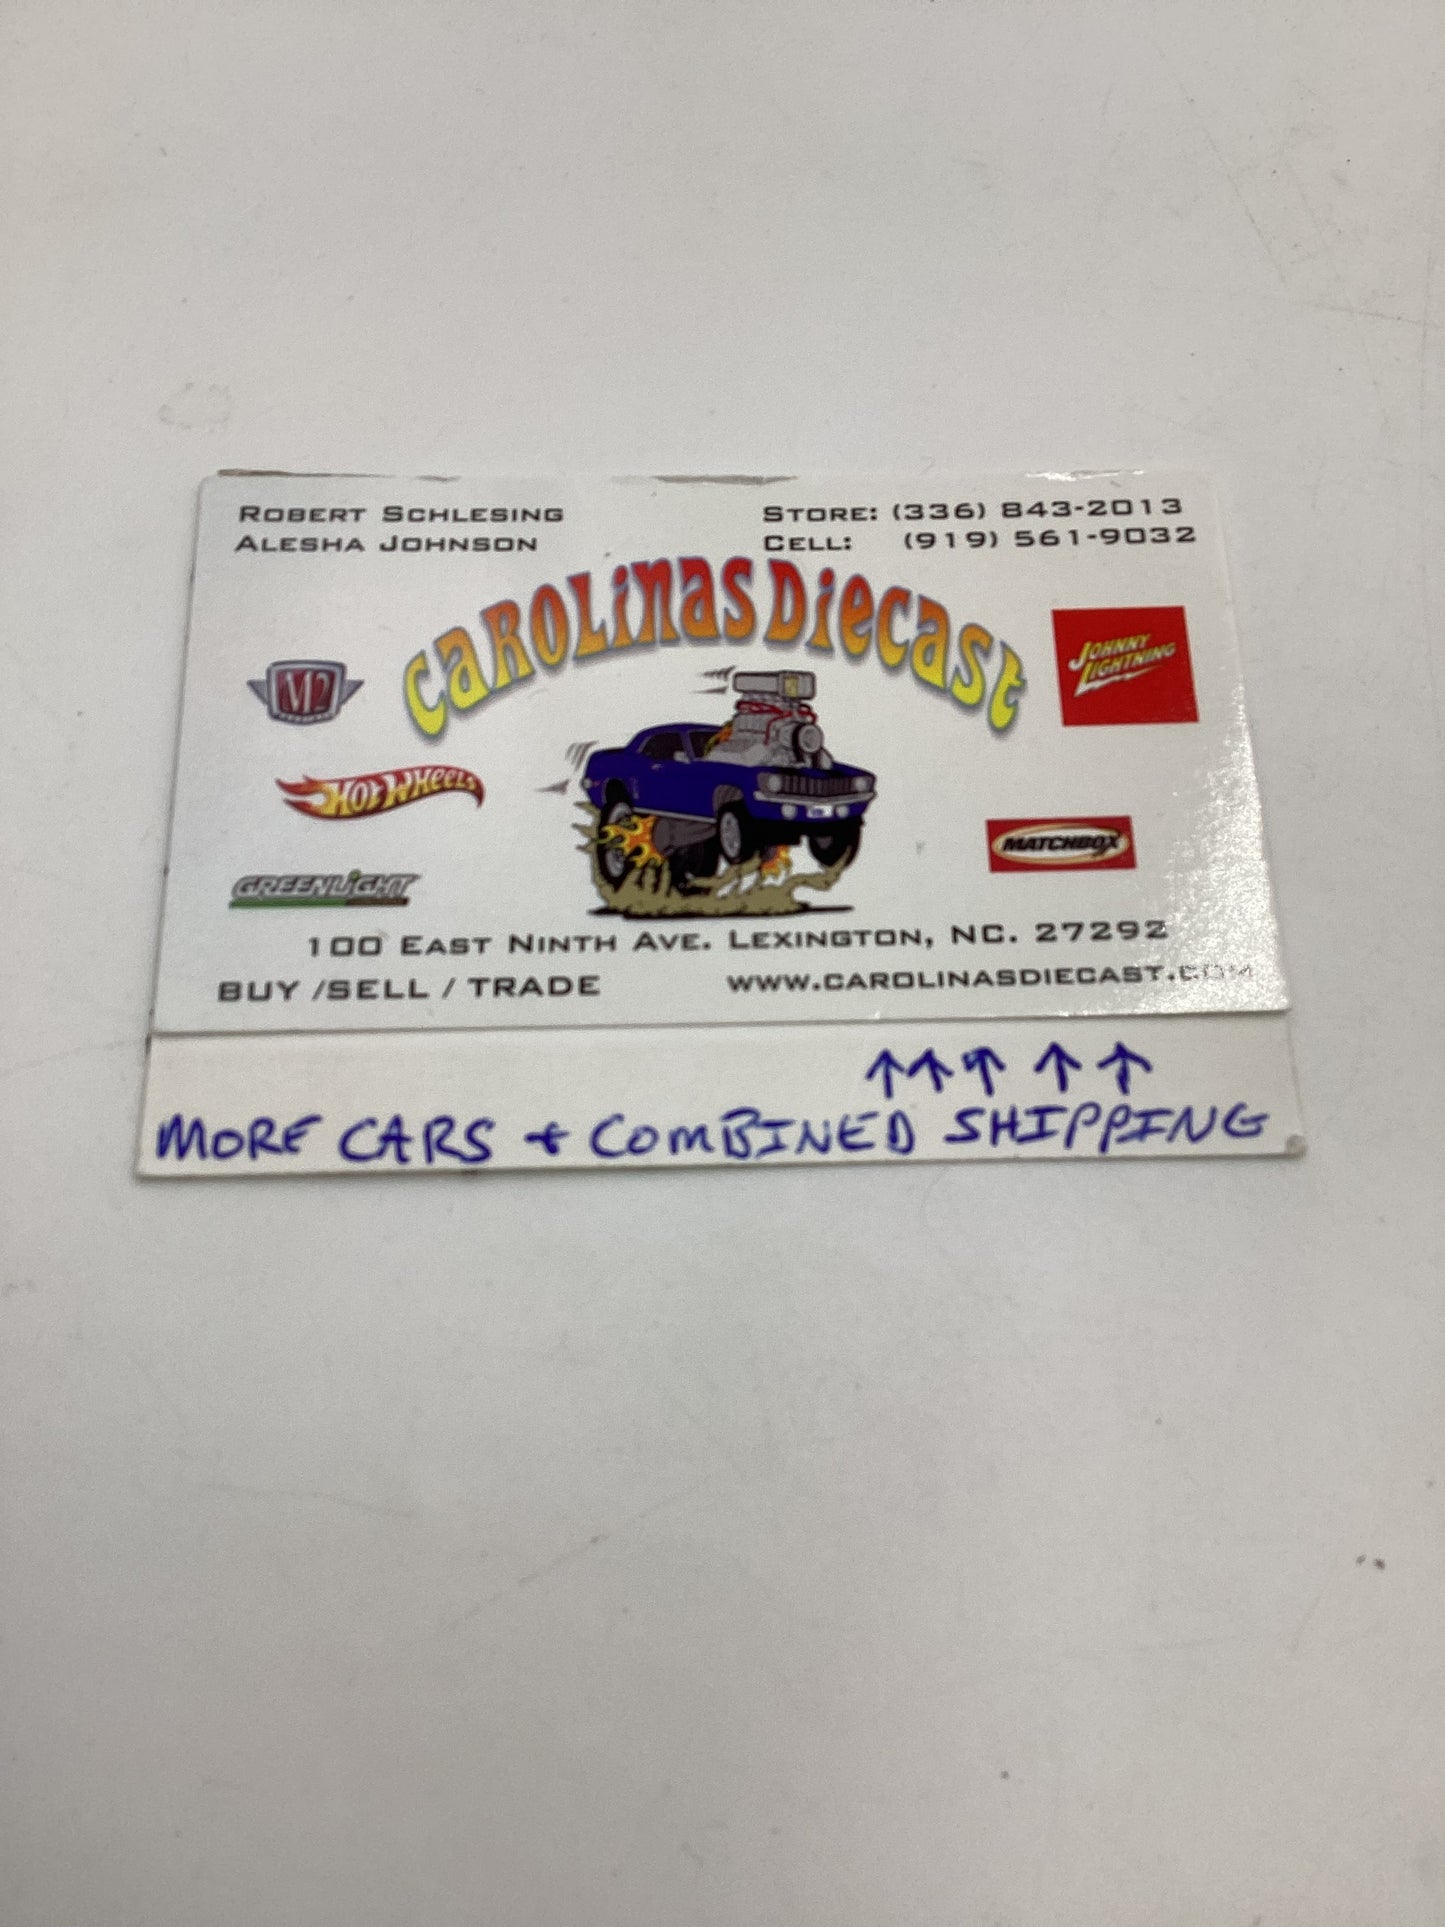 ROBERT SCHLESING
ALESHA JOHNSON
STORE: (336) 843-2013
CELL: (919) 561-9032
CAROLINAS DIECAST
M2
JOHNNY LIGHTNING
HOT WHEELS
MATCHBOX
GREENLIGHT
100 EAST NINTH AVE. LEXINGTON, NC. 27292
BUY /SELL / TRADE
WWW.CAROLINASDIECAST.COM
↑↑↑ ↑ ↑
MORE CARS + COMBINED SHIPPING